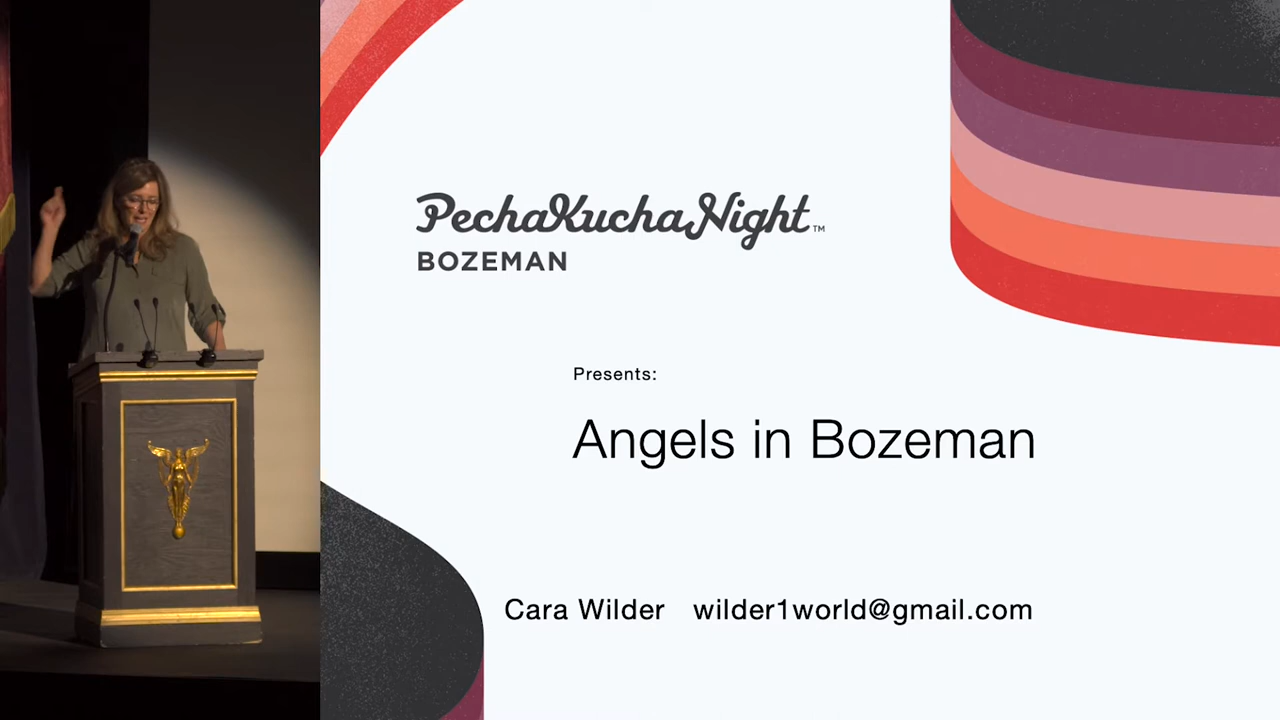 PechaKuchaNight™
BOZEMAN
Presents:
Angels in Bozeman
Cara Wilder wilder1world@gmail.com